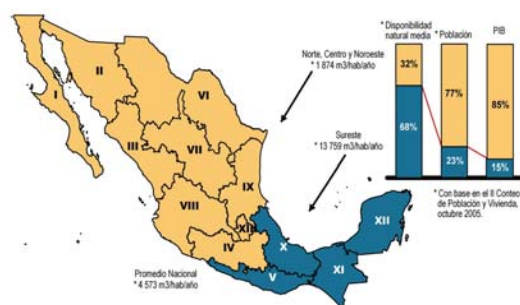 * Disponibilidad
natural media
* Población
PIB
32%
77%
85%
68%
23%
15%
Norte, Centro y Noroeste
* 1 874 m3/hab/año
Sureste
* 13 759 m3/hab/año
* Con base en el II Conteo
de Población y Vivienda,
octubre 2005.
I
II
VI
III
VII
IX
VIII
XIII
IV
X
V
XI
XII
Promedio Nacional
* 4 573 m3/hab/año